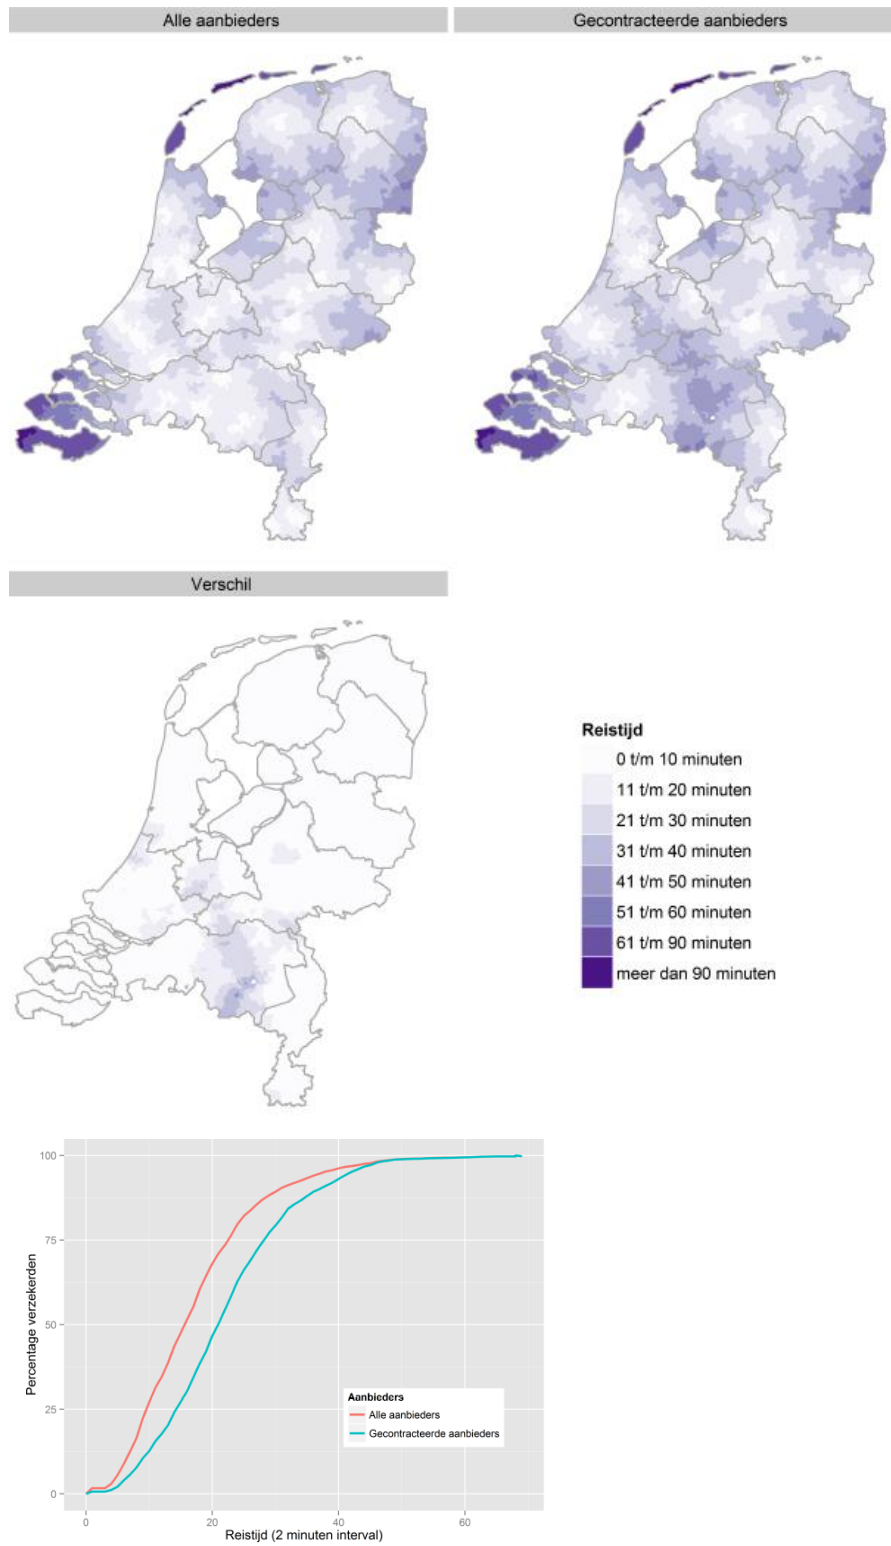 Alle aanbieders
Gecontracteerde aanbieders
Verschil
Reistijd
0 t/m 10 minuten
11 t/m 20 minuten
21 t/m 30 minuten
31 t/m 40 minuten
41 t/m 50 minuten
51 t/m 60 minuten
61 t/m 90 minuten
meer dan 90 minuten
Percentage verzekerden
100
75
50
25
0
Aanbieders
Alle aanbieders
Gecontracteerde aanbieders
0
20
40
60
Reistijd (2 minuten interval)